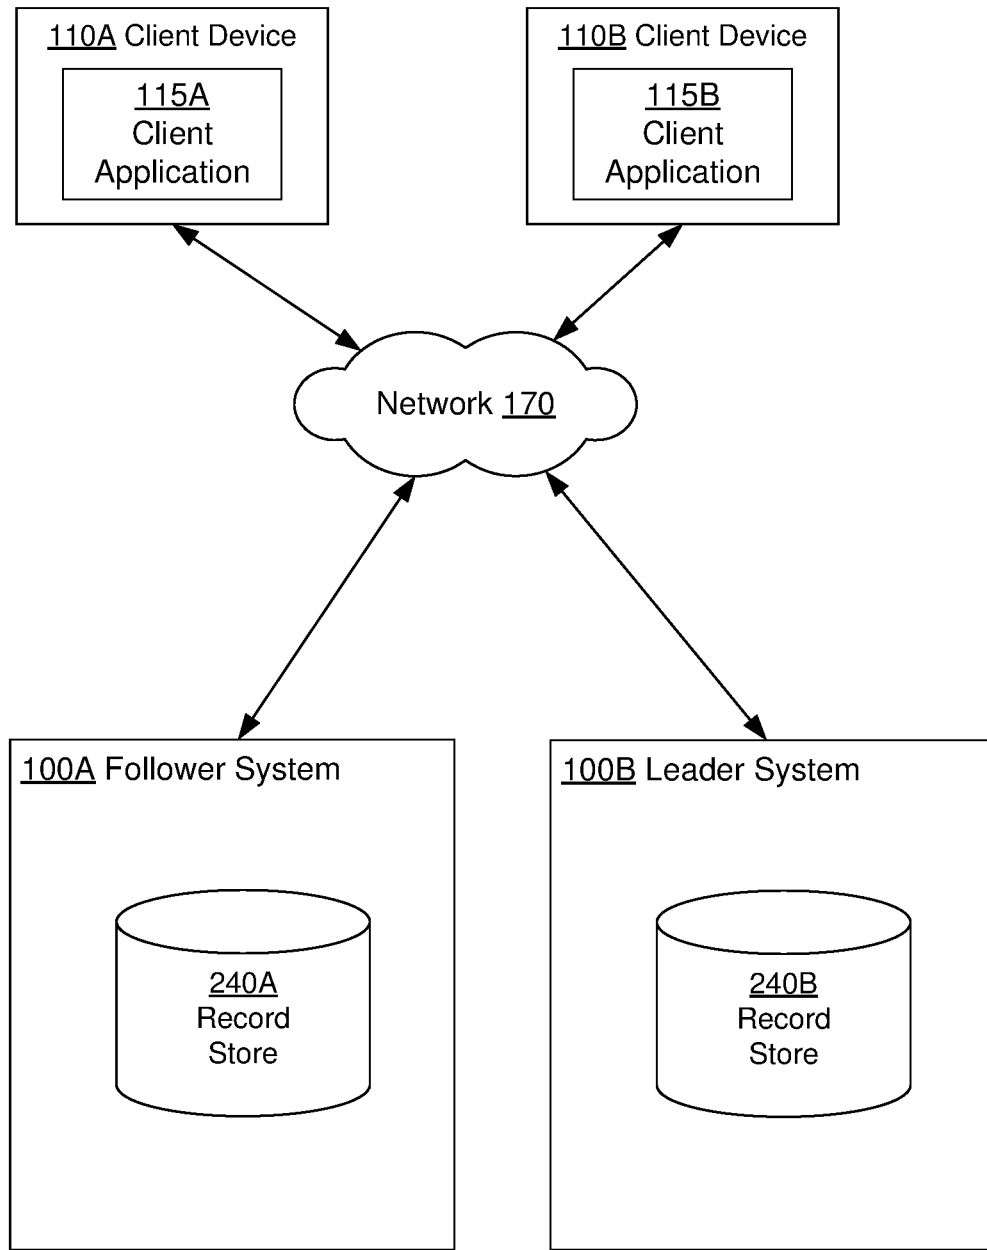 110A Client Device
115A
Client
Application
110B Client Device
115B
Client
Application
Network 170
100A Follower System
240A
Record
Store
100B Leader System
240B
Record
Store